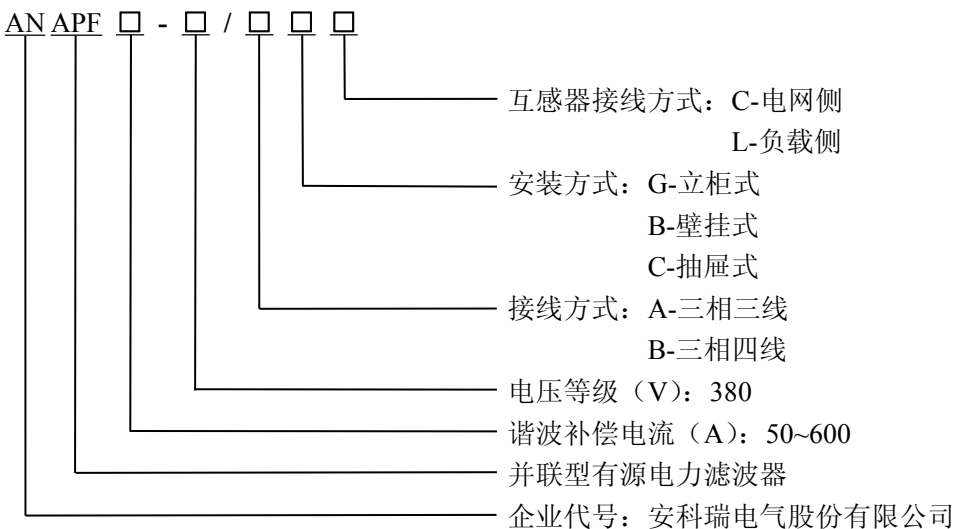 AN APF □ - □ / □ □ □
互感器接线方式：C-电网侧
L-负载侧
安装方式：G-立柜式
B-壁挂式
C-抽屉式
接线方式：A-三相三线
B-三相四线
电压等级（V）：380
谐波补偿电流（A）：50~600
并联型有源电力滤波器
企业代号：安科瑞电气股份有限公司